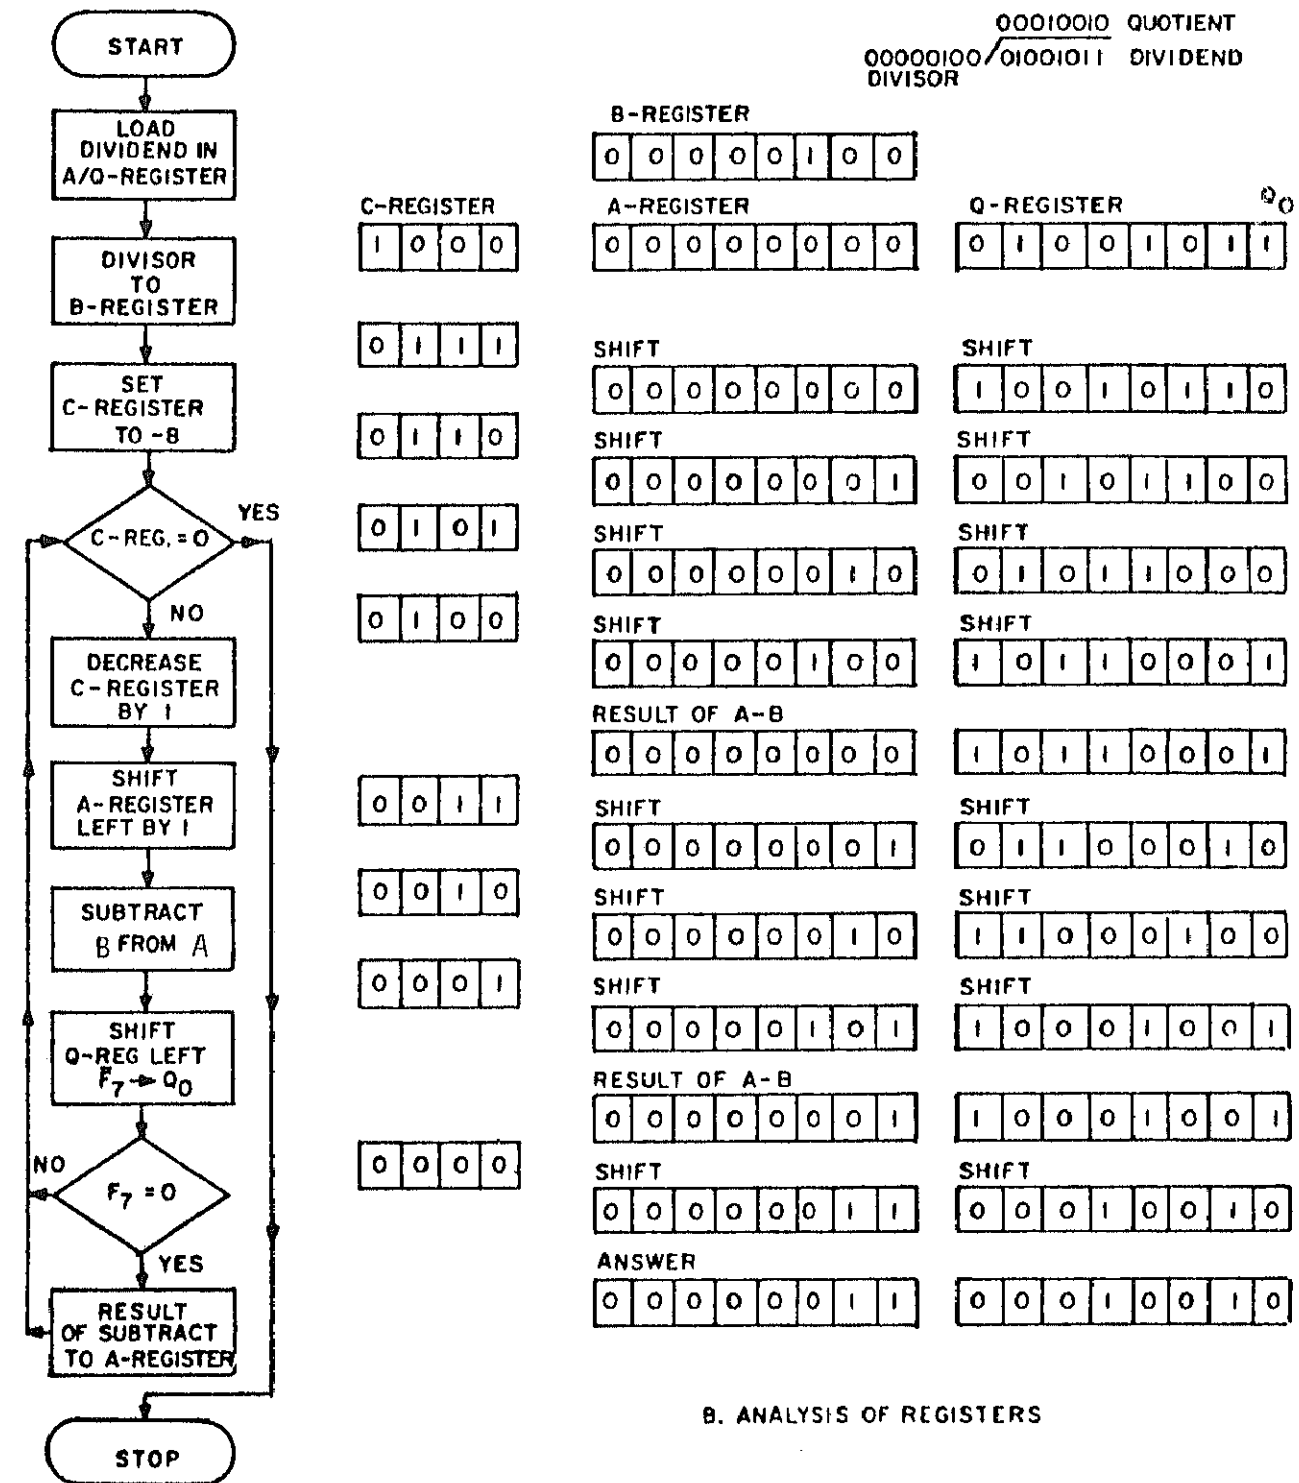 START
LOAD
DIVIDEND IN
A/Q-REGISTER
DIVISOR
TO
B-REGISTER
SET
C-REGISTER
TO -8
C-REG. = 0
YES
NO
DECREASE
C-REGISTER
BY 1
SHIFT
A-REGISTER
LEFT BY 1
SUBTRACT
B FROM A
SHIFT
Q-REG LEFT
F̄7 → Q0
NO
F7 = 0
YES
RESULT
OF SUBTRACT
TO A-REGISTER
STOP
00010010 QUOTIENT
00000100/01001011 DIVIDEND
DIVISOR
B-REGISTER
0 0 0 0 0 1 0 0
C-REGISTER A-REGISTER Q-REGISTER Q0
1 0 0 0 0 0 0 0 0 0 0 0 0 1 0 0 1 0 1 1
0 1 1 1
SHIFT SHIFT
0 0 0 0 0 0 0 0 1 0 0 1 0 1 1 0
0 1 1 0
SHIFT SHIFT
0 0 0 0 0 0 0 1 0 0 1 0 1 1 0 0
0 1 0 1
SHIFT SHIFT
0 0 0 0 0 0 1 0 0 1 0 1 1 0 0 0
0 1 0 0
SHIFT SHIFT
0 0 0 0 0 1 0 0 1 0 1 1 0 0 0 1
RESULT OF A-B
0 0 0 0 0 0 0 0 1 0 1 1 0 0 0 1
0 0 1 1
SHIFT SHIFT
0 0 0 0 0 0 0 1 0 1 1 0 0 0 1 0
0 0 1 0
SHIFT SHIFT
0 0 0 0 0 0 1 0 1 1 0 0 0 1 0 0
0 0 0 1
SHIFT SHIFT
0 0 0 0 0 1 0 1 1 0 0 0 1 0 0 1
RESULT OF A-B
0 0 0 0 0 0 0 1 1 0 0 0 1 0 0 1
0 0 0 0
SHIFT SHIFT
0 0 0 0 0 0 1 1 0 0 0 1 0 0 1 0
ANSWER
0 0 0 0 0 0 1 1 0 0 0 1 0 0 1 0
B. ANALYSIS OF REGISTERS